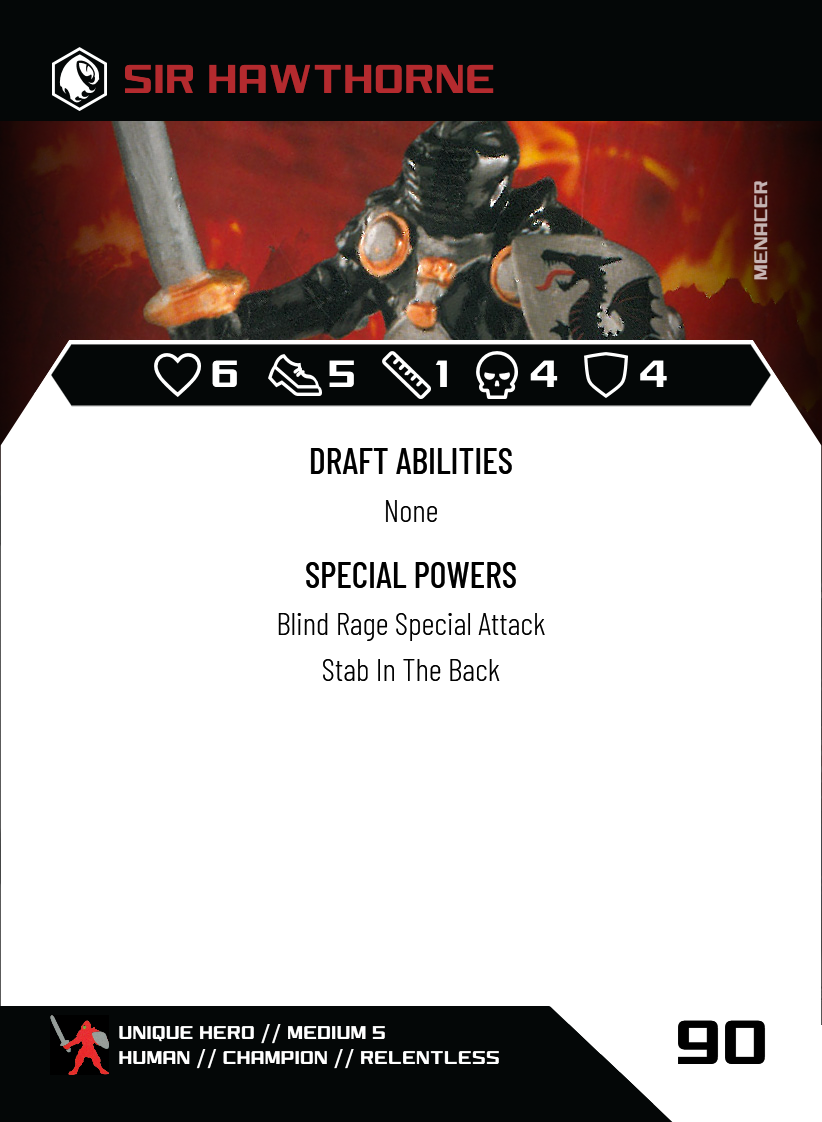 SIR HAWTHORNE
MENACER
6 5 1 4 4
DRAFT ABILITIES
None
SPECIAL POWERS
Blind Rage Special Attack
Stab In The Back
UNIQUE HERO // MEDIUM 5
HUMAN // CHAMPION // RELENTLESS
90